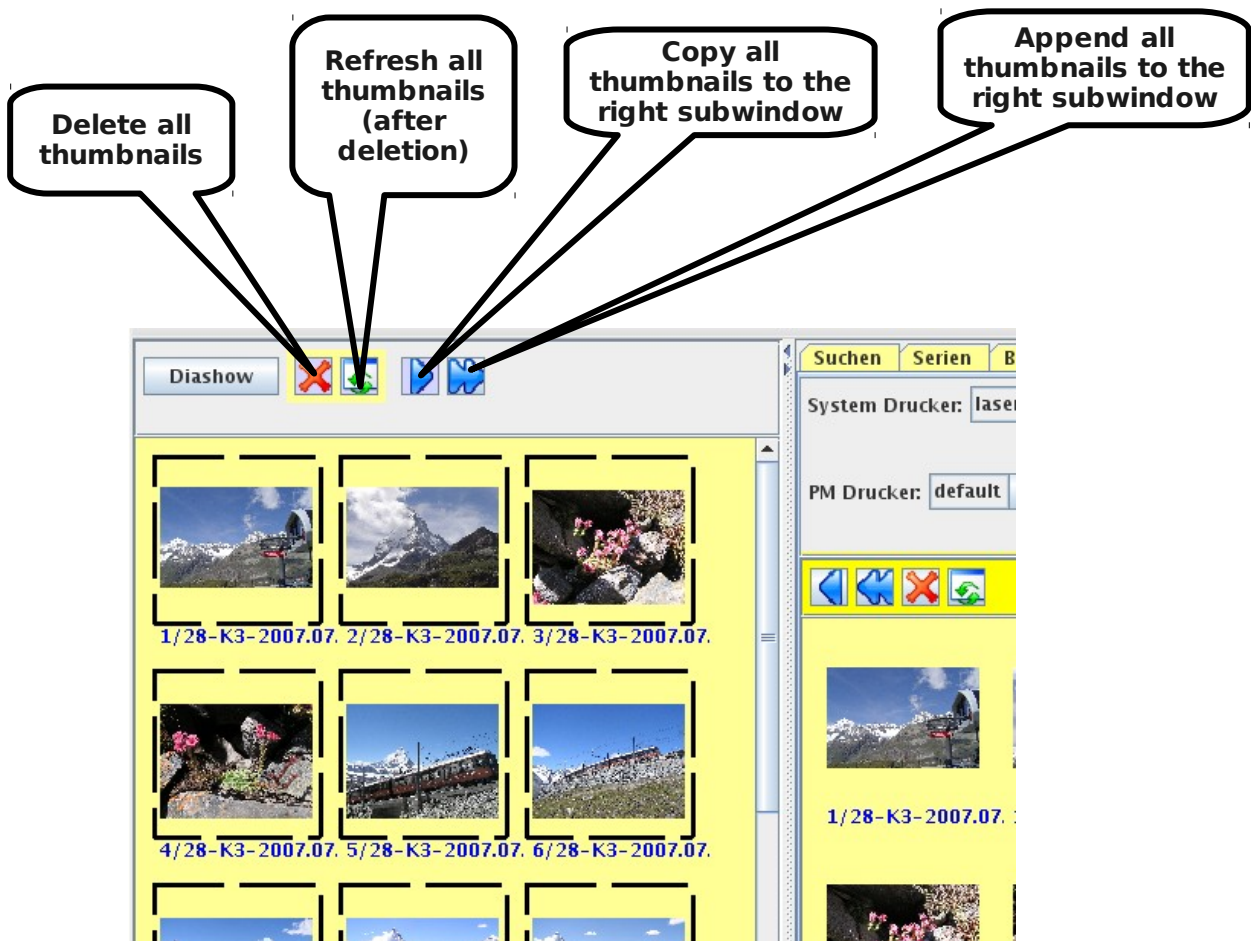 Delete all
thumbnails
Refresh all
thumbnails
(after
deletion)
Copy all
thumbnails to the
right subwindow
Append all
thumbnails to the
right subwindow
Diashow
Suchen Serien B
System Drucker: laser
PM Drucker: default
1/28-K3-2007.07. 2/28-K3-2007.07. 3/28-K3-2007.07.
4/28-K3-2007.07. 5/28-K3-2007.07. 6/28-K3-2007.07.
1/28-K3-2007.07.